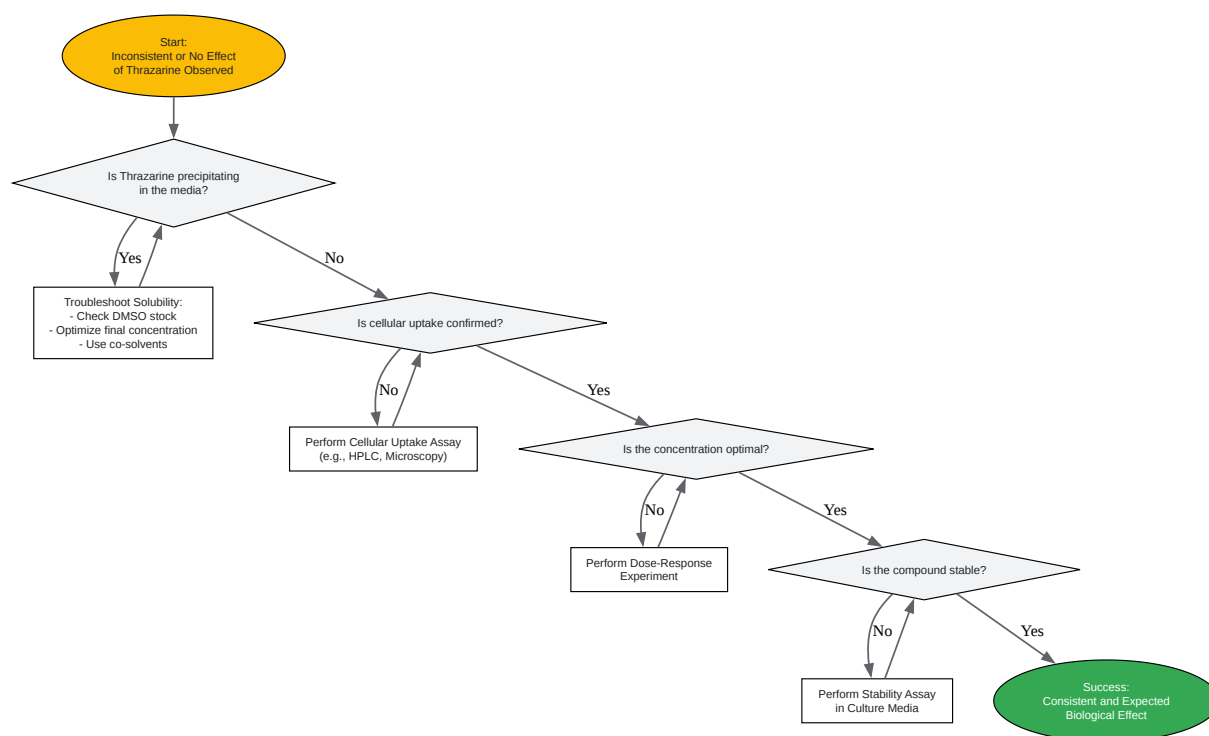 Start:
Inconsistent or No Effect
of Thrazarine Observed
Is Thrazarine precipitating
in the media?
Yes
No
Troubleshoot Solubility:
- Check DMSO stock
- Optimize final concentration
- Use co-solvents
Is cellular uptake confirmed?
No
Yes
Perform Cellular Uptake Assay
(e.g., HPLC, Microscopy)
Is the concentration optimal?
No
Yes
Perform Dose-Response
Experiment
Is the compound stable?
No
Yes
Perform Stability Assay
in Culture Media
Success:
Consistent and Expected
Biological Effect